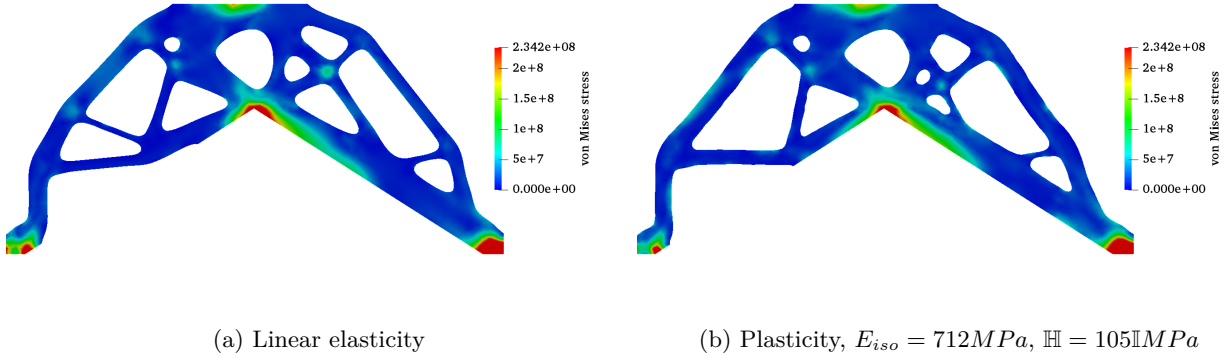 2.342e+08
2e+8
1.5e+8
1e+8
5e+7
0.000e+00
von Mises stress
2.342e+08
2e+8
1.5e+8
1e+8
5e+7
0.000e+00
von Mises stress
(a) Linear elasticity
(b) Plasticity, E_{iso} = 712MPa, ℍ = 105𝕀MPa